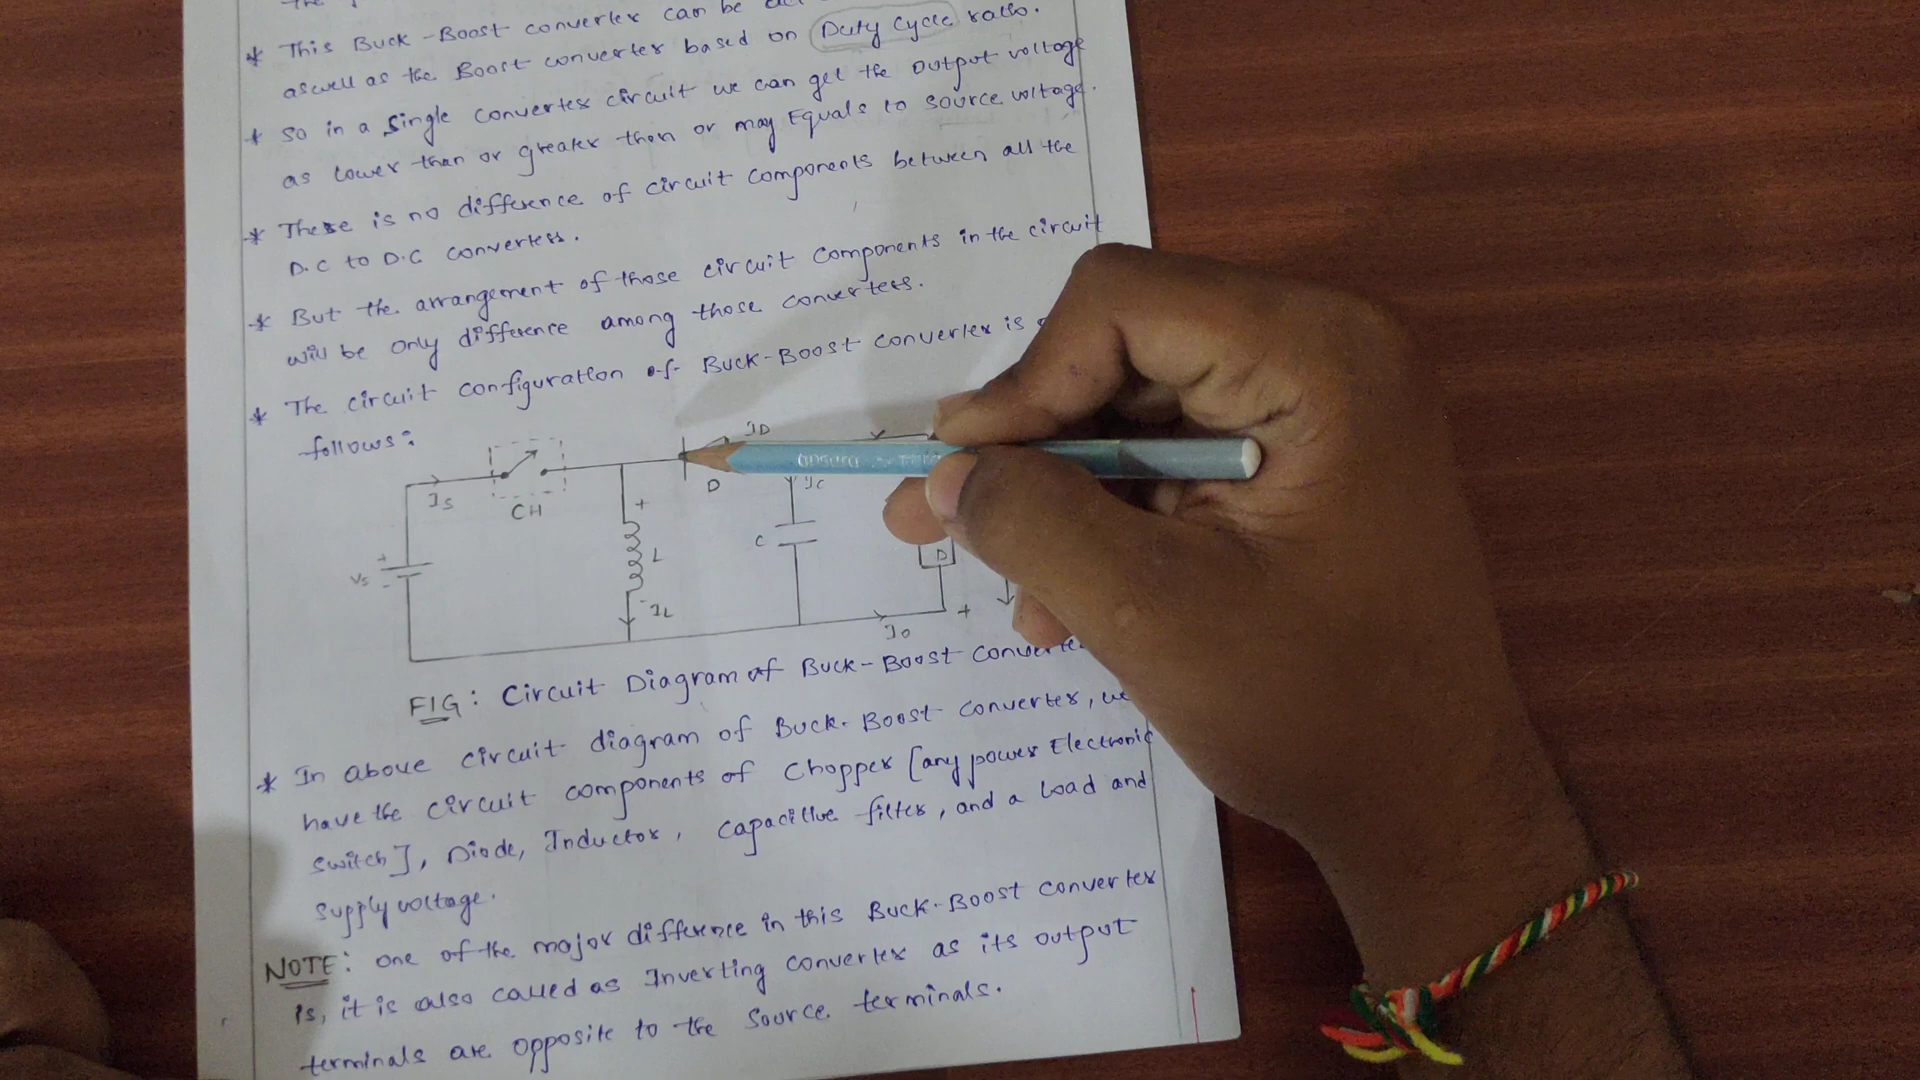 * This Buck-Boost converter can be
aswell as the Boost converter based on Duty Cycle ratio.
* So in a single converter circuit we can get the output voltage
as lower than or greater than or may Equals to source voltage.
* There is no difference of circuit components between all the
D.C to D.C converters.
* But the arrangement of those circuit components in the circuit
will be only difference among those converters.
* The circuit configuration of Buck-Boost converter is
follows:
ID
IS
CH
D
IC
+
+
Vs
-
L
C
D
-
IL
IO
+
FIG: Circuit Diagram of Buck-Boost
* In above circuit diagram of Buck-Boost converter, we
have the circuit components of Chopper [any power Electronic
switch], Diode, Inductor, capacitive filter, and a load and
supply voltage.
NOTE: one of the major difference in this Buck-Boost converter
is, it is also called as Inverting converter as its output
terminals are opposite to the source terminals.